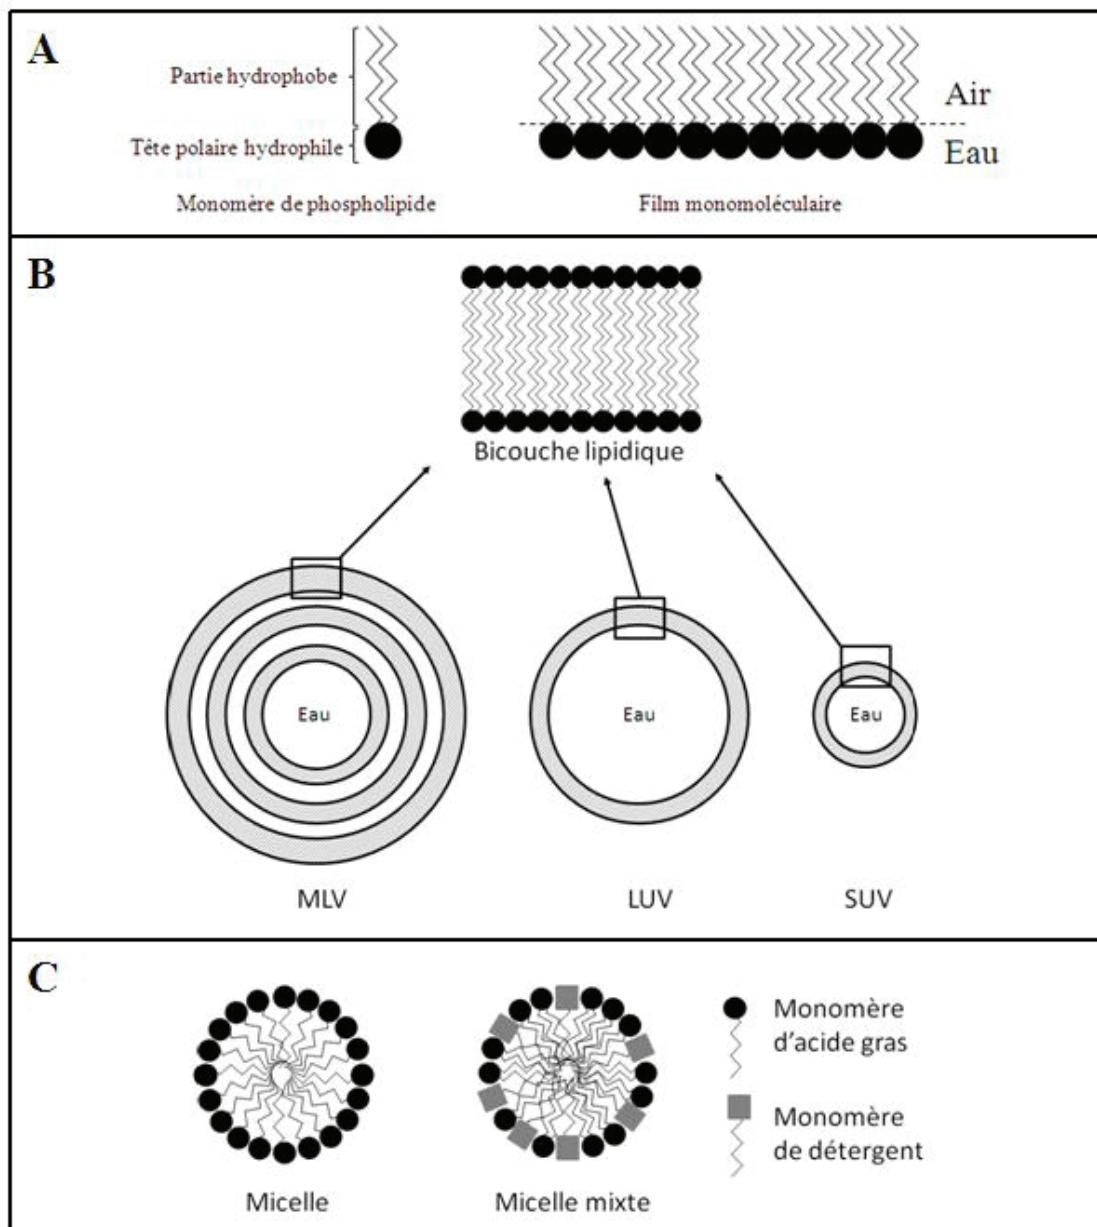 A
Partie hydrophobe
Tête polaire hydrophile
Monomère de phospholipide
Air
Eau
Film monomoléculaire
B
Bicouche lipidique
Eau
Eau
Eau
MLV
LUV
SUV
C
Monomère
d'acide gras
Monomère
de détergent
Micelle
Micelle mixte